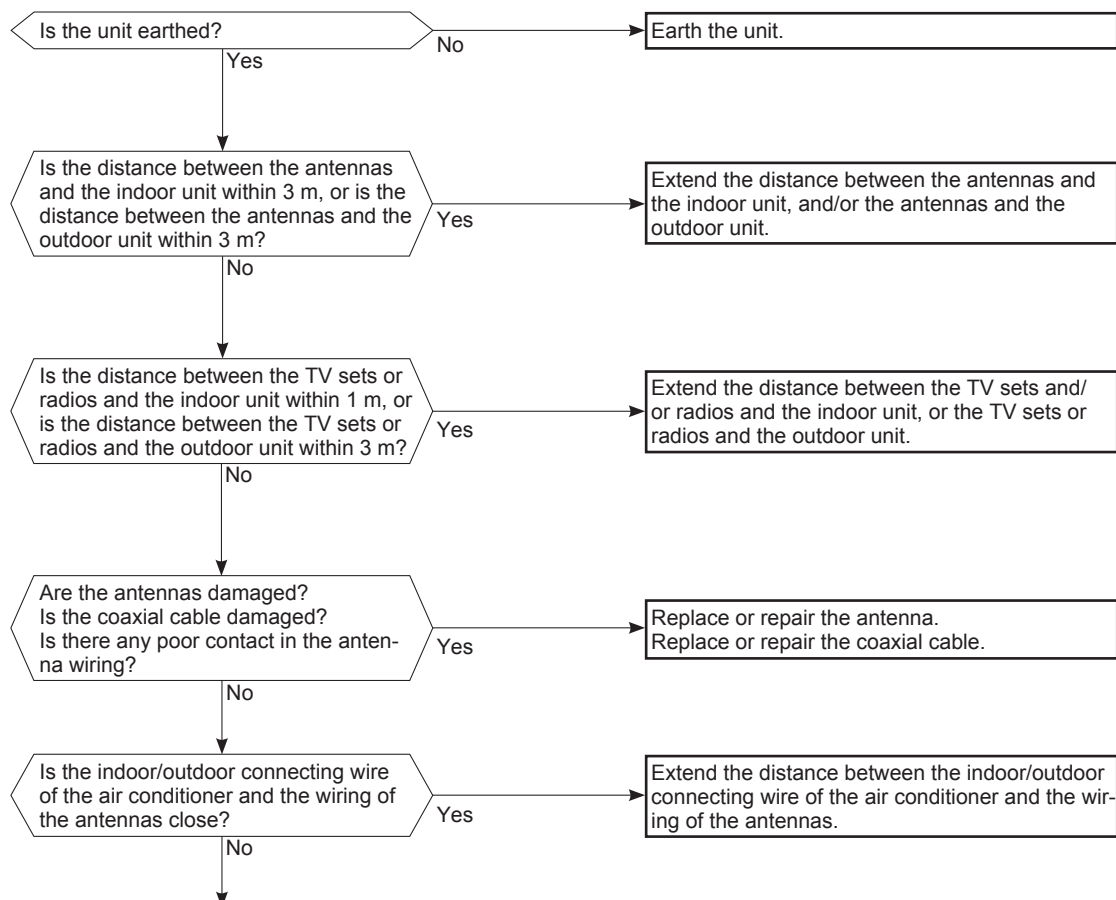 Is the unit earthed?
No
Earth the unit.
Yes
Is the distance between the antennas
and the indoor unit within 3 m, or is the
distance between the antennas and the
outdoor unit within 3 m?
Yes
Extend the distance between the antennas and
the indoor unit, and/or the antennas and the
outdoor unit.
No
Is the distance between the TV sets or
radios and the indoor unit within 1 m, or
is the distance between the TV sets or
radios and the outdoor unit within 3 m?
Yes
Extend the distance between the TV sets and/
or radios and the indoor unit, or the TV sets or
radios and the outdoor unit.
No
Are the antennas damaged?
Is the coaxial cable damaged?
Is there any poor contact in the anten-
na wiring?
Yes
Replace or repair the antenna.
Replace or repair the coaxial cable.
No
Is the indoor/outdoor connecting wire
of the air conditioner and the wiring of
the antennas close?
Yes
Extend the distance between the indoor/outdoor
connecting wire of the air conditioner and the wir-
ing of the antennas.
No